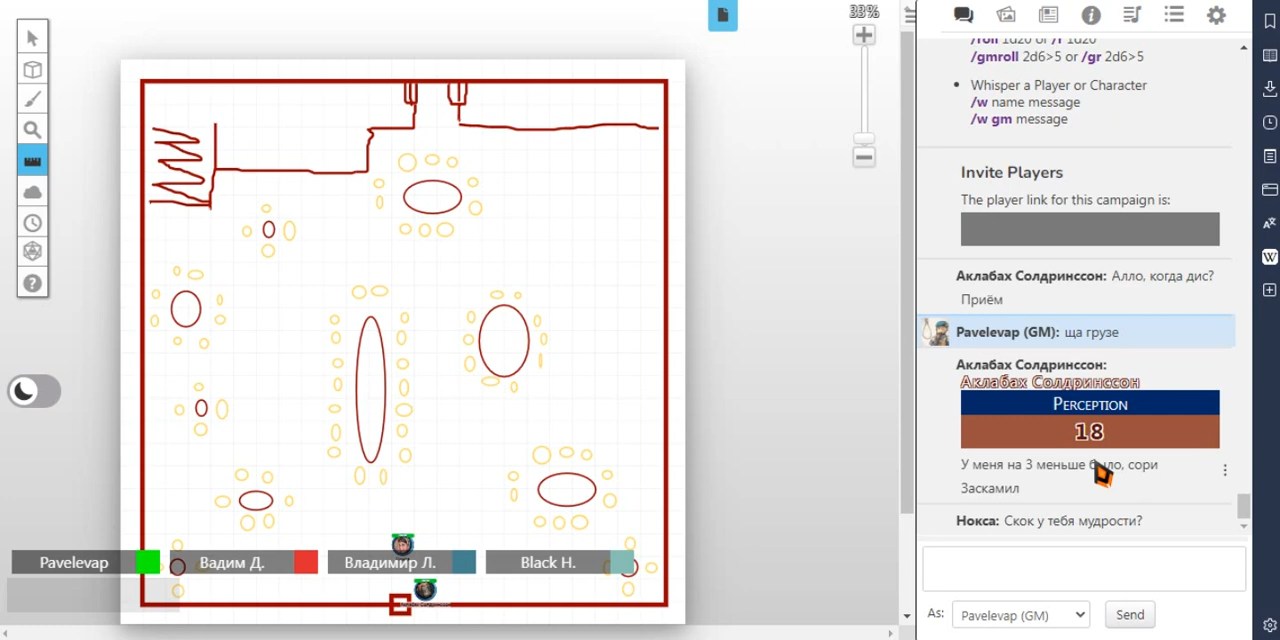 33%
/roll 1d20 or /r 1d20
/gmroll 2d6>5 or /gr 2d6>5
Whisper a Player or Character
/w name message
/w gm message
Invite Players
The player link for this campaign is:
Аклабах Солдринссон: Алло, когда дис?
Приём
Pavelevap (GM): ща грузе
Аклабах Солдринссон:
Аклабах Солдринссон
PERCEPTION
18
У меня на 3 меньше было, сори
Заскамил
Нокса: Скок у тебя мудрости?
Pavelevap
Вадим Д.
Владимир Л.
Black H.
As:
Pavelevap (GM)
Send